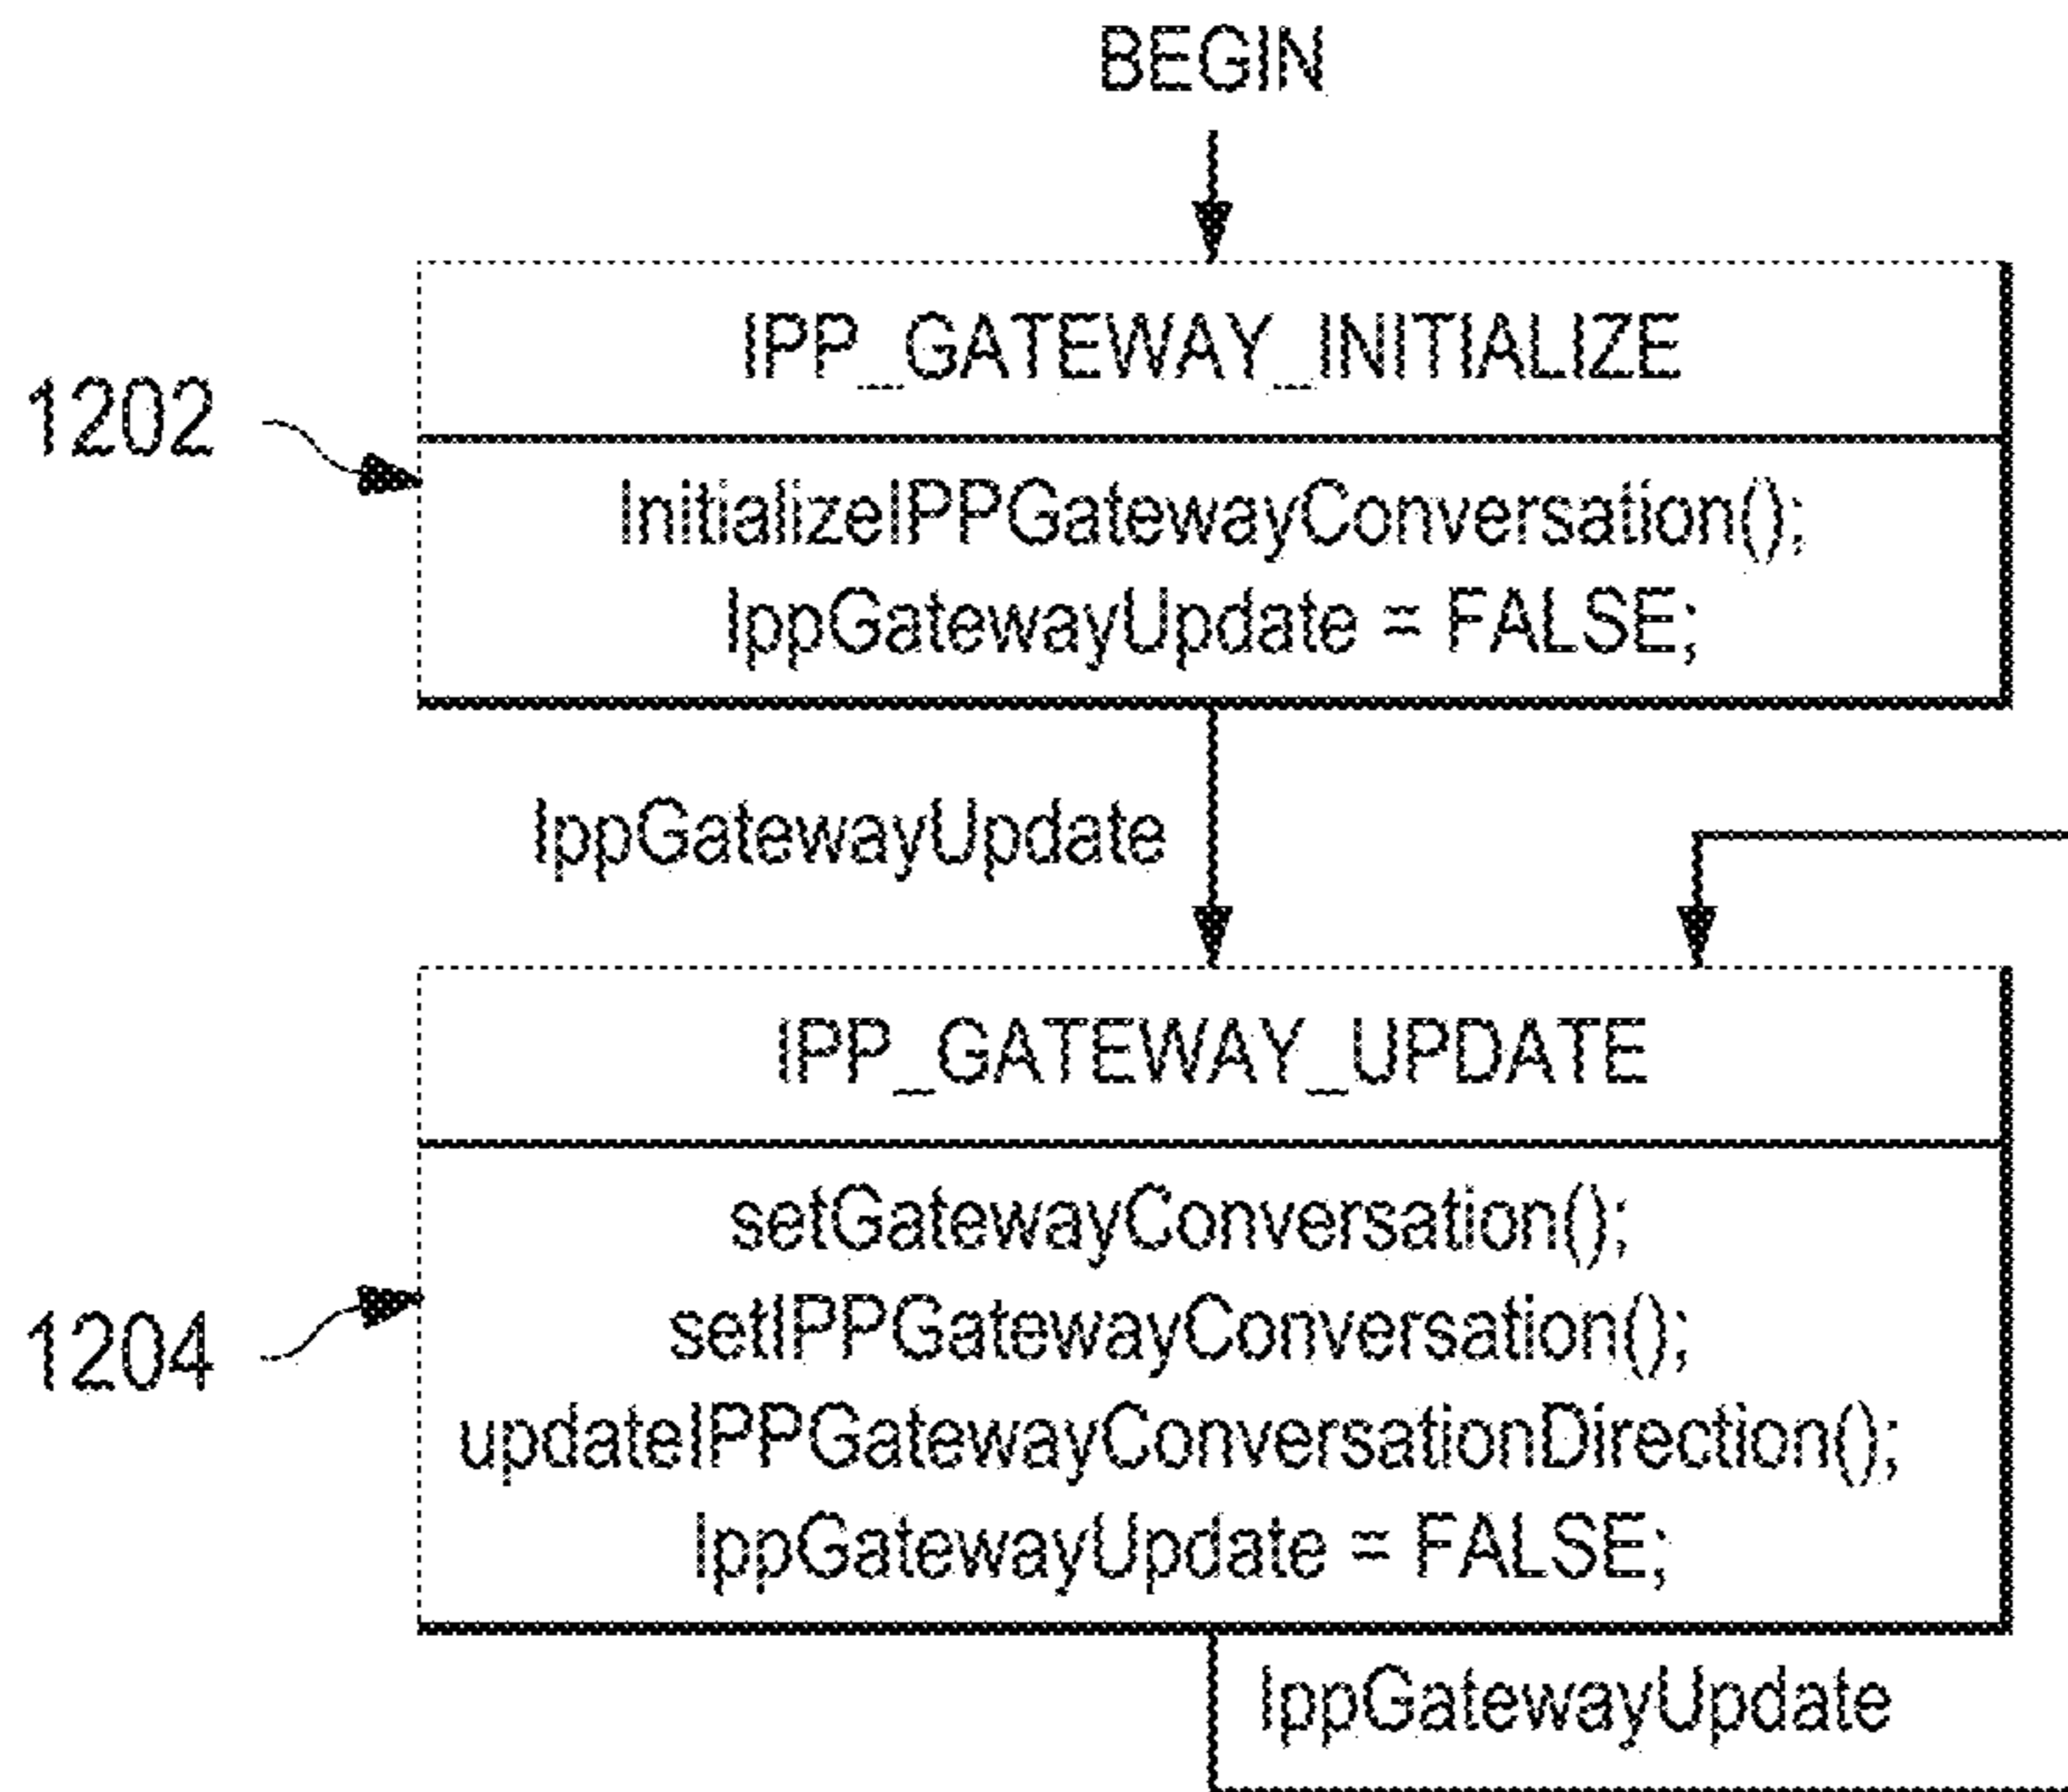 BEGIN
IPP_GATEWAY_INITIALIZE
1202
InitializeIPPGatewayConversation();
IppGatewayUpdate = FALSE;
IppGatewayUpdate
IPP_GATEWAY_UPDATE
setGatewayConversation();
1204
setIPPGatewayConversation();
updateIPPGatewayConversationDirection();
IppGatewayUpdate = FALSE;
IppGatewayUpdate